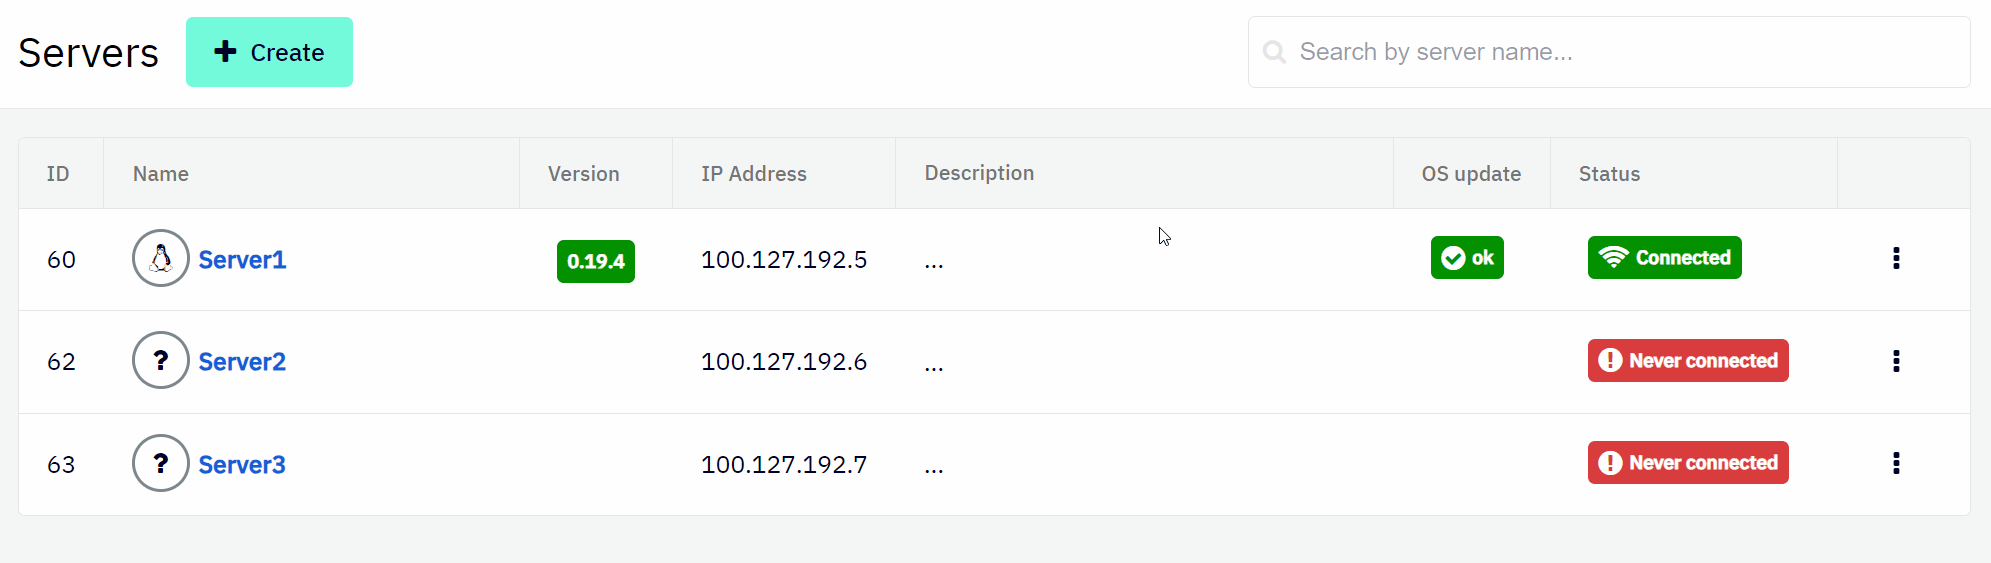 Servers Create Search by server name...
ID Name Version IP Address Description OS update Status
60 Server1 0.19.4 100.127.192.5 ... ok Connected
62 ? Server2 100.127.192.6 ... Never connected
63 ? Server3 100.127.192.7 ... Never connected